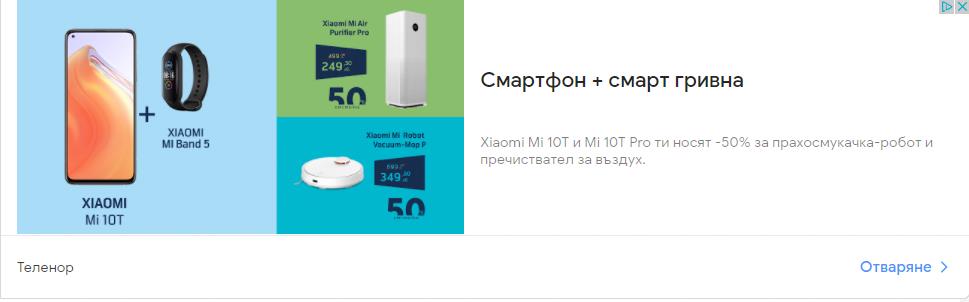 Xiaomi Mi Air
Purifier Pro
249.
50
+
XIAOMI
MI Band 5
Xiaomi Mi Robot
Vacuum-Mop P
349.
50
XIAOMI
Mi 10T
Смартфон + смарт гривна
Xiaomi Mi 10T и Mi 10T Pro ти носят -50% за прахосмукачка-робот и
пречиствател за въздух.
Теленор
Отваряне